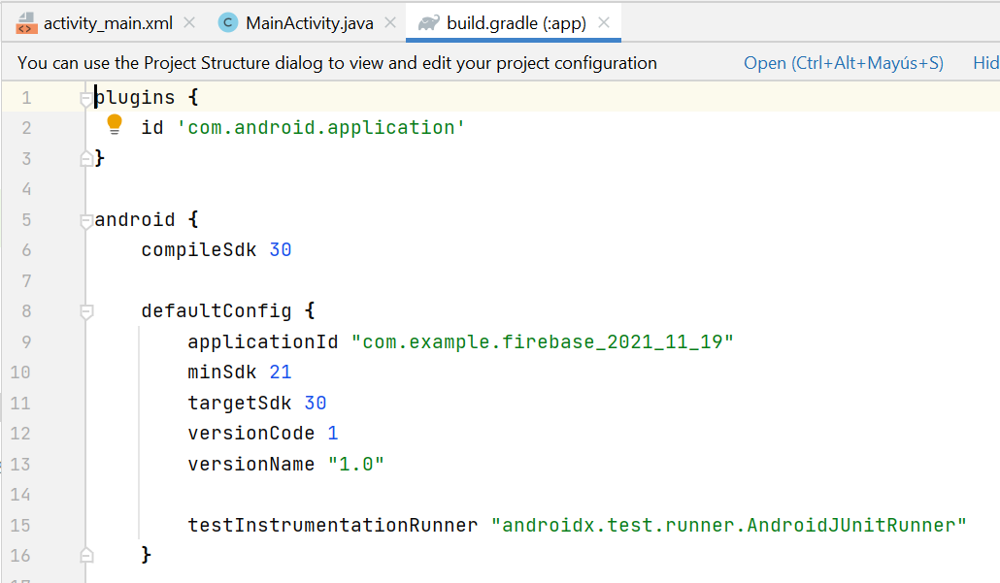 activity_main.xml MainActivity.java build.gradle (:app)
You can use the Project Structure dialog to view and edit your project configuration Open (Ctrl+Alt+Mayús+S) Hid
1 plugins {
2 id 'com.android.application'
3 }
4
5 android {
6 compileSdk 30
7
8 defaultConfig {
9 applicationId "com.example.firebase_2021_11_19"
10 minSdk 21
11 targetSdk 30
12 versionCode 1
13 versionName "1.0"
14
15 testInstrumentationRunner "androidx.test.runner.AndroidJUnitRunner"
16 }